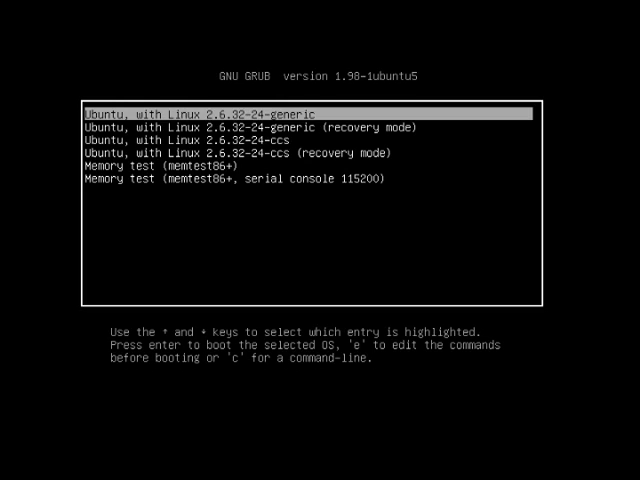 GNU GRUB  version 1.98-1ubuntu5
Ubuntu, with Linux 2.6.32-24-generic
Ubuntu, with Linux 2.6.32-24-generic (recovery mode)
Ubuntu, with Linux 2.6.32-24-ccs
Ubuntu, with Linux 2.6.32-24-ccs (recovery mode)
Memory test (memtest86+)
Memory test (memtest86+, serial console 115200)
Use the ↑ and ↓ keys to select which entry is highlighted.
Press enter to boot the selected OS, 'e' to edit the commands
before booting or 'c' for a command-line.